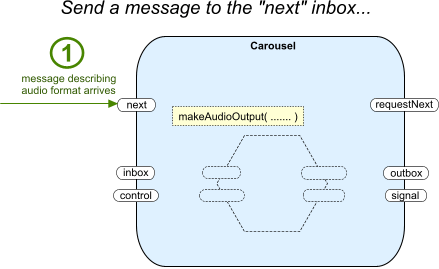 Send a message to the "next" inbox...
1
message describing
audio format arrives
Carousel
next
requestNext
makeAudioOutput( ....... )
inbox
outbox
control
signal